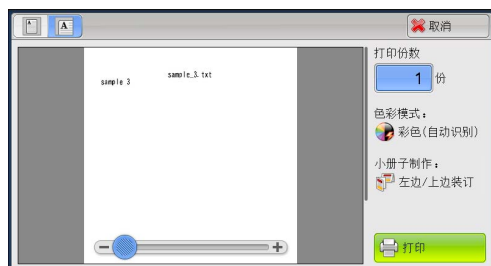 A
A
取消
打印份数
1 份
色彩模式:
彩色(自动识别)
小册子制作:
左边/上边装订
打印
sample_3.txt
sample 3